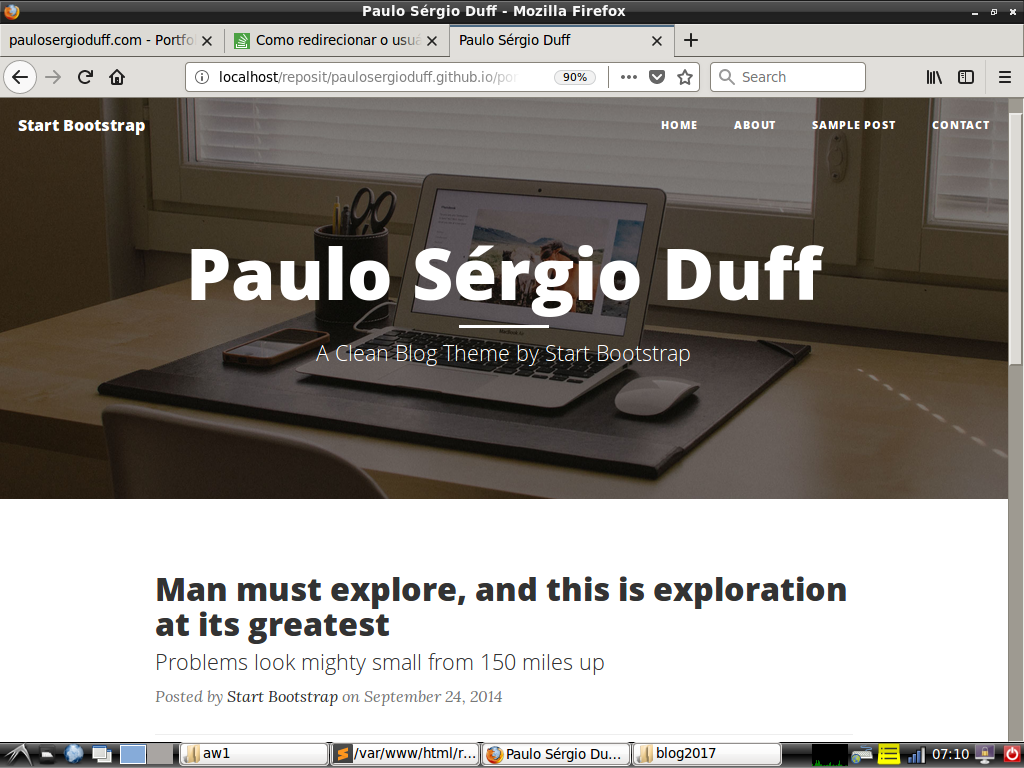 Paulo Sérgio Duff - Mozilla Firefox
paulosergioduff.com - Portfo
Como redirecionar o usuá
Paulo Sérgio Duff
localhost/reposit/paulosergioduff.github.io/por
90%
Search
Start Bootstrap
HOME ABOUT SAMPLE POST CONTACT
Paulo Sérgio Duff
A Clean Blog Theme by Start Bootstrap
Man must explore, and this is exploration
at its greatest
Problems look mighty small from 150 miles up
Posted by Start Bootstrap on September 24, 2014
aw1
/var/www/html/r...
Paulo Sérgio Du...
blog2017
07:10